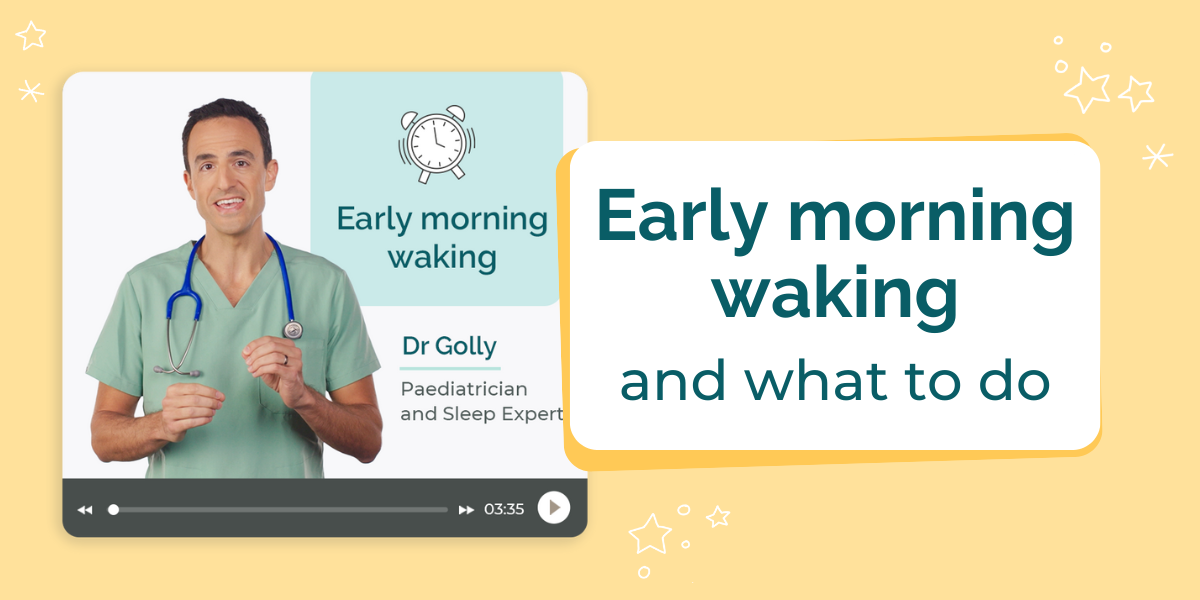 Early morning
waking
Dr Golly
Paediatrician
and Sleep Expert
03:35
Early morning
waking
and what to do